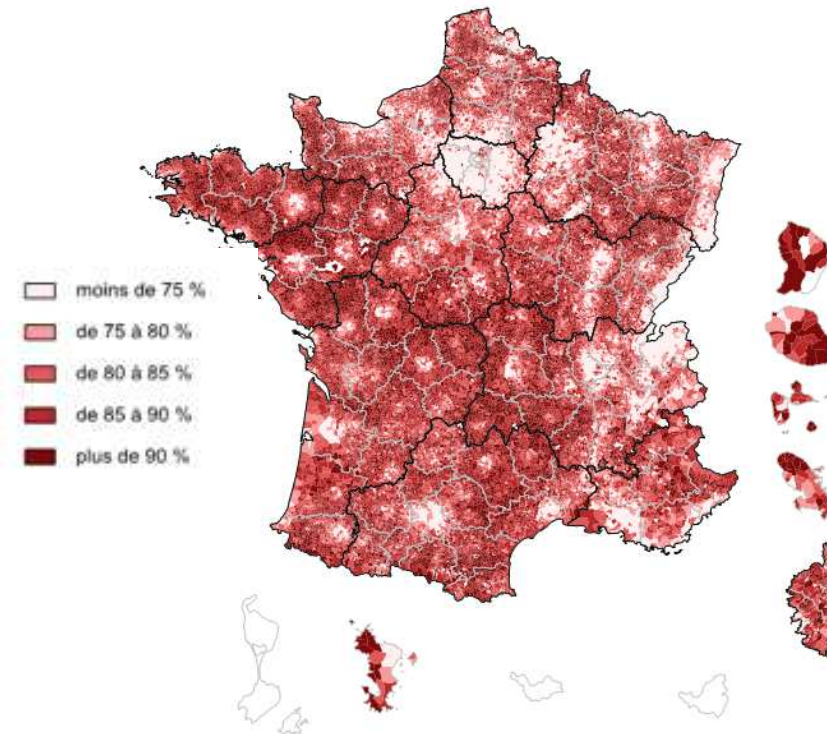 moins de 75 %
de 75 à 80 %
de 80 à 85 %
de 85 à 90 %
plus de 90 %